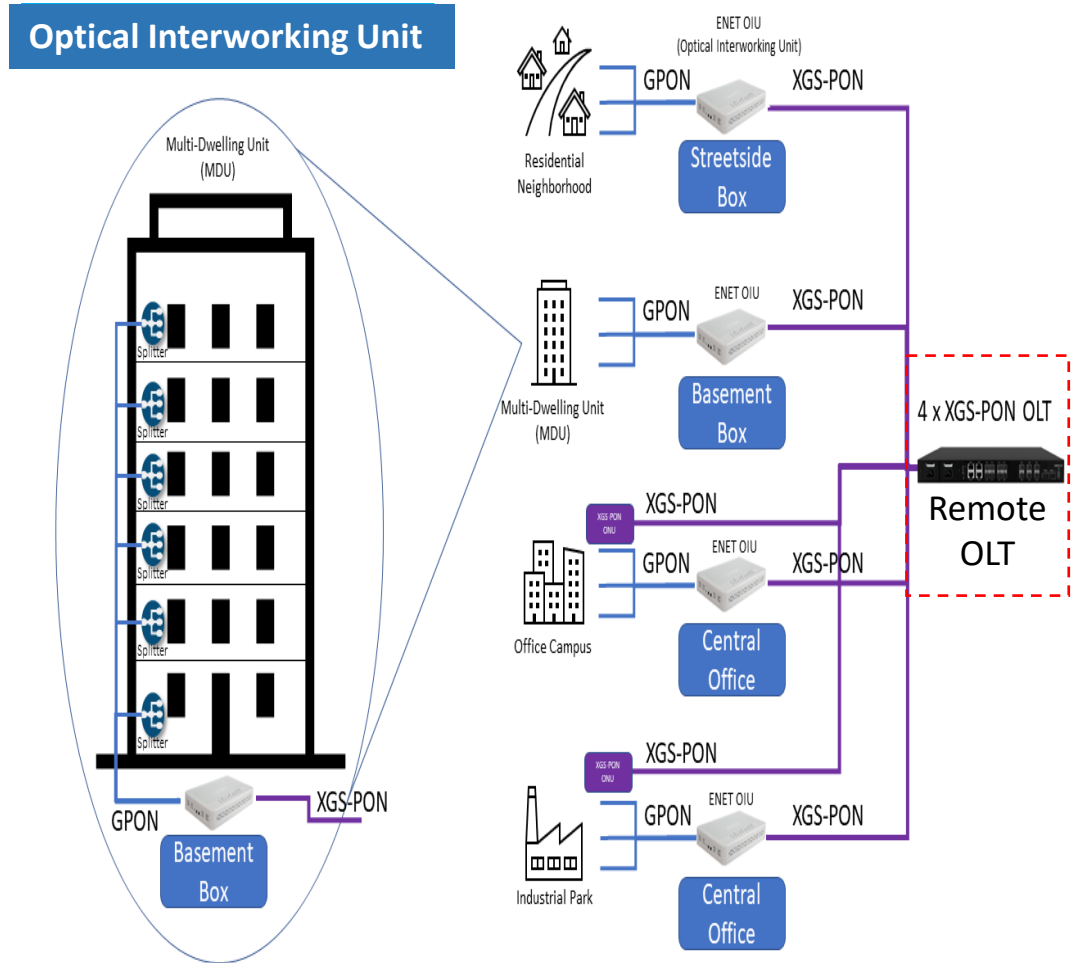 Optical Interworking Unit
Multi-Dwelling Unit
(MDU)
Splitter
Splitter
Splitter
Splitter
Splitter
Splitter
GPON
XGS-PON
Basement
Box
ENET OIU
(Optical Interworking Unit)
GPON
XGS-PON
Residential
Neighborhood
Streetside
Box
ENET OIU
GPON
XGS-PON
Multi-Dwelling Unit
(MDU)
Basement
Box
4 x XGS-PON OLT
Remote
OLT
XGS-PON
XGS-PON
ONU
ENET OIU
GPON
XGS-PON
Office Campus
Central
Office
XGS-PON
XGS-PON
ONU
ENET OIU
GPON
XGS-PON
Industrial Park
Central
Office